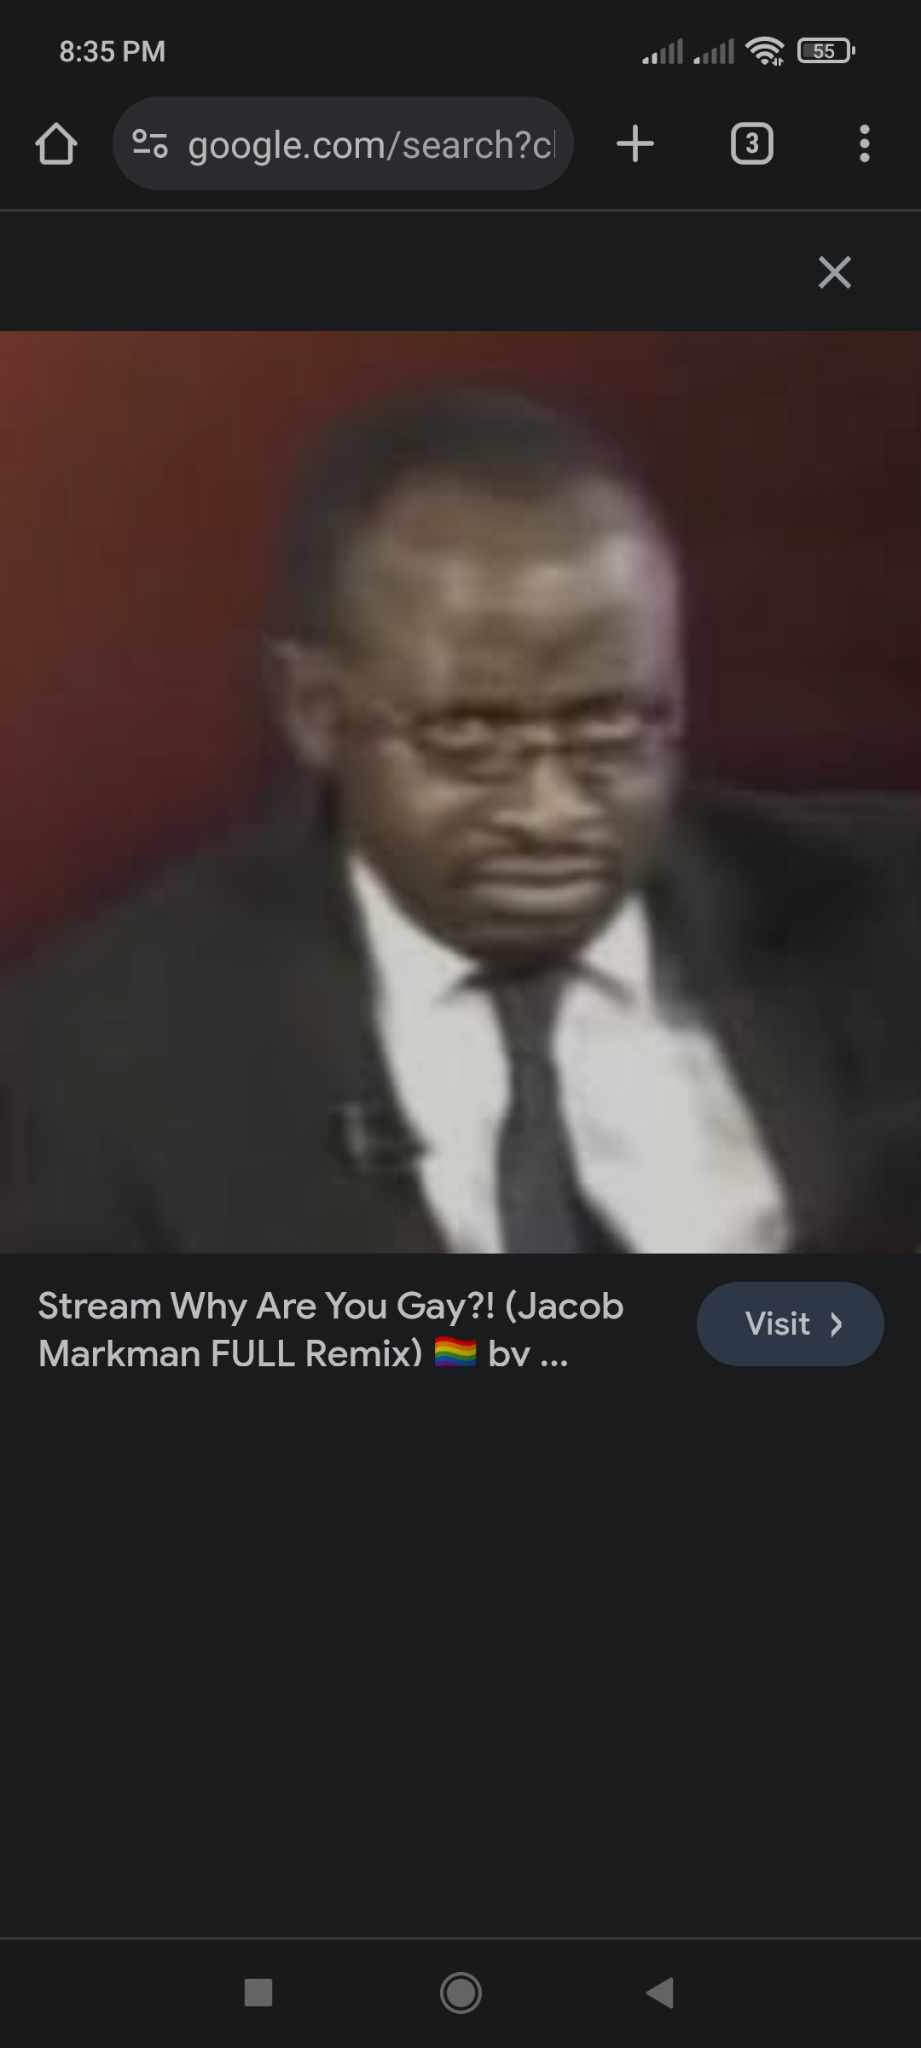 8:35 PM
55
google.com/search?c
3
Stream Why Are You Gay?! (Jacob
Markman FULL Remix) 🏳️‍🌈 by ...
Visit